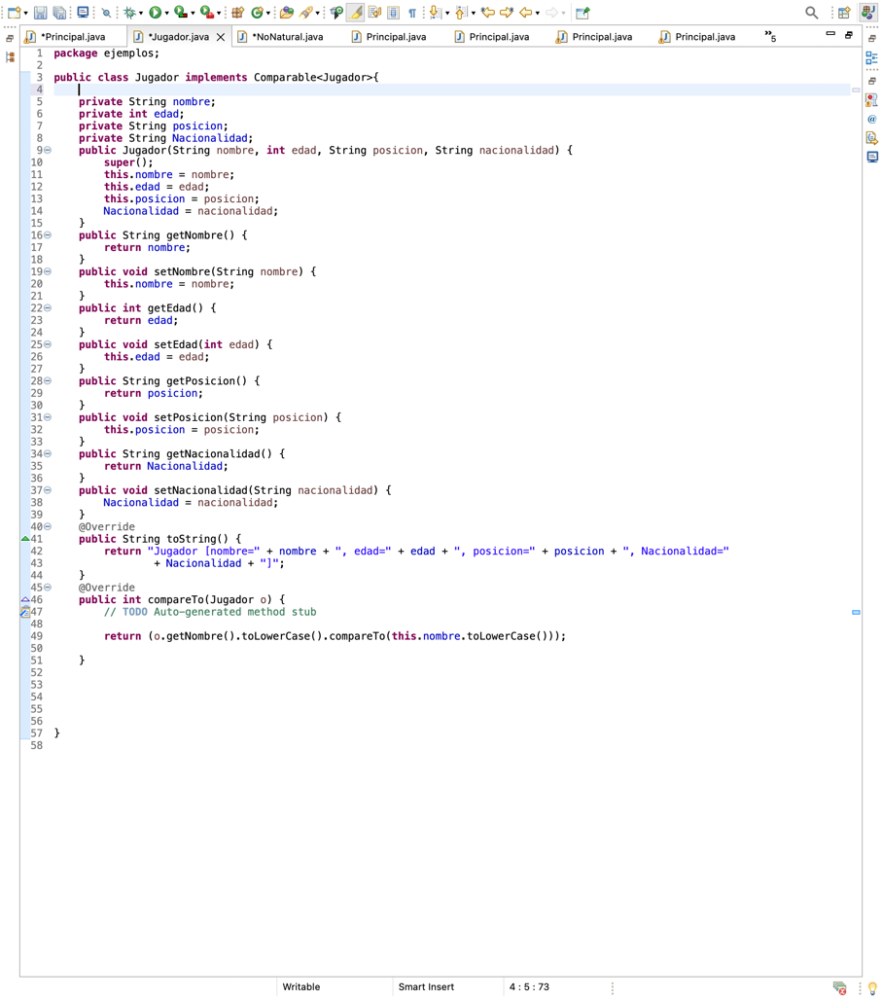 *Principal.java
*Jugador.java
*NoNatural.java
Principal.java
Principal.java
Principal.java
Principal.java
»5
1 package ejemplos;
2
3 public class Jugador implements Comparable<Jugador>{
4
5     private String nombre;
6     private int edad;
7     private String posicion;
8     private String Nacionalidad;
9     public Jugador(String nombre, int edad, String posicion, String nacionalidad) {
10         super();
11         this.nombre = nombre;
12         this.edad = edad;
13         this.posicion = posicion;
14         Nacionalidad = nacionalidad;
15     }
16     public String getNombre() {
17         return nombre;
18     }
19     public void setNombre(String nombre) {
20         this.nombre = nombre;
21     }
22     public int getEdad() {
23         return edad;
24     }
25     public void setEdad(int edad) {
26         this.edad = edad;
27     }
28     public String getPosicion() {
29         return posicion;
30     }
31     public void setPosicion(String posicion) {
32         this.posicion = posicion;
33     }
34     public String getNacionalidad() {
35         return Nacionalidad;
36     }
37     public void setNacionalidad(String nacionalidad) {
38         Nacionalidad = nacionalidad;
39     }
40     @Override
41     public String toString() {
42         return "Jugador [nombre=" + nombre + ", edad=" + edad + ", posicion=" + posicion + ", Nacionalidad="
43                 + Nacionalidad + "]";
44     }
45     @Override
46     public int compareTo(Jugador o) {
47         // TODO Auto-generated method stub
48
49         return (o.getNombre().toLowerCase().compareTo(this.nombre.toLowerCase()));
50
51     }
52
53
54
55
56
57 }
58
Writable
Smart Insert
4 : 5 : 73